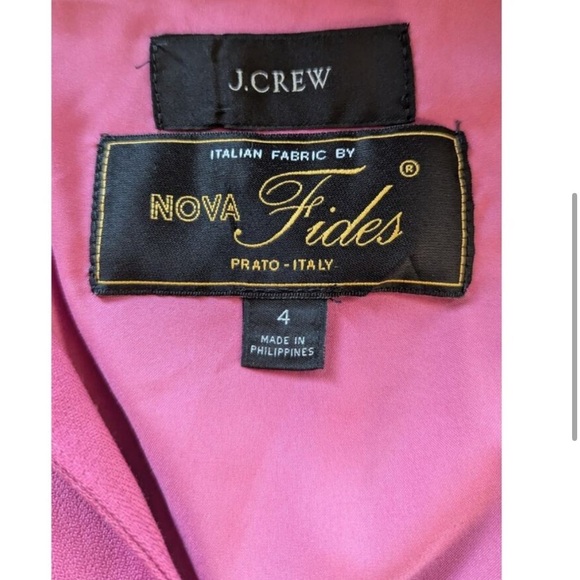 J.CREW
ITALIAN FABRIC BY
NOVA Fides ®
PRATO - ITALY
4
MADE IN
PHILIPPINES